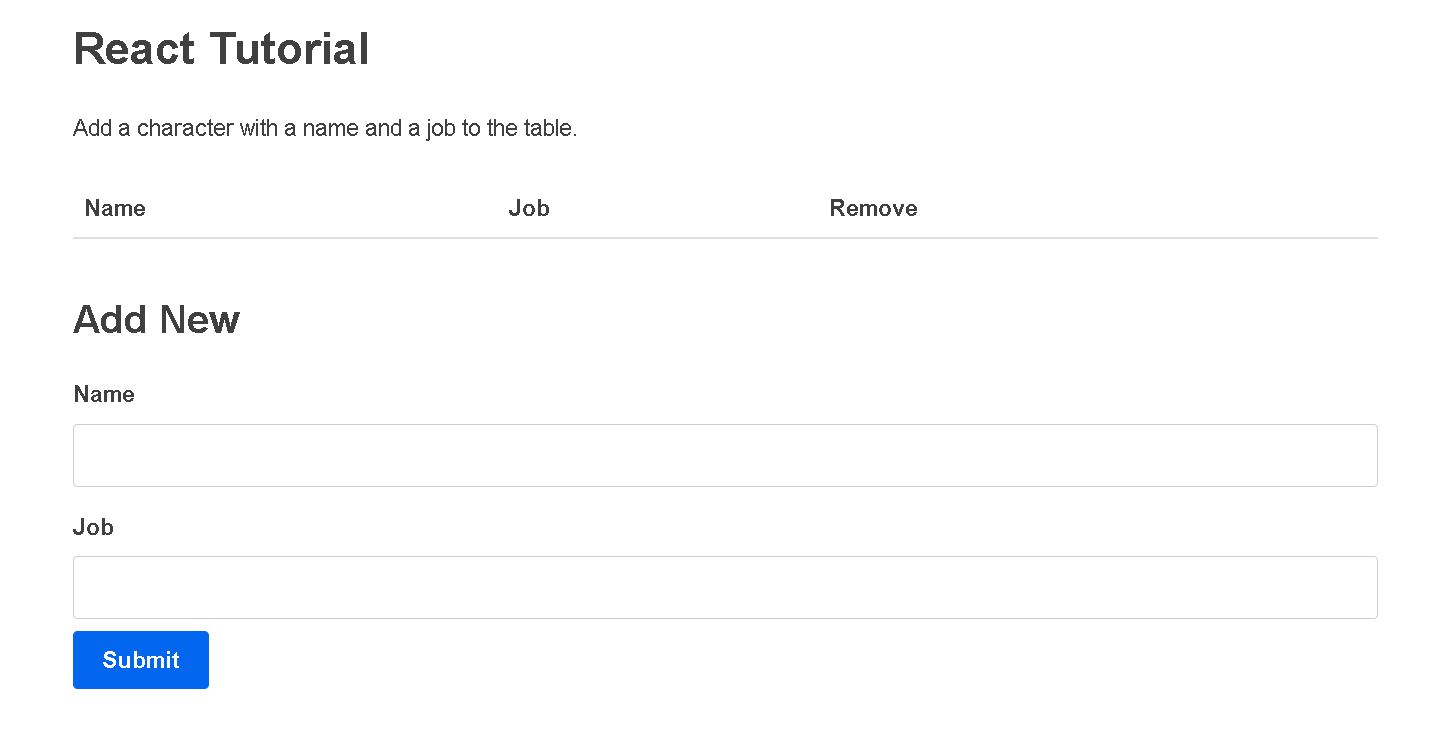 React Tutorial
Add a character with a name and a job to the table.
Name Job Remove
Add New
Name
Job
Submit